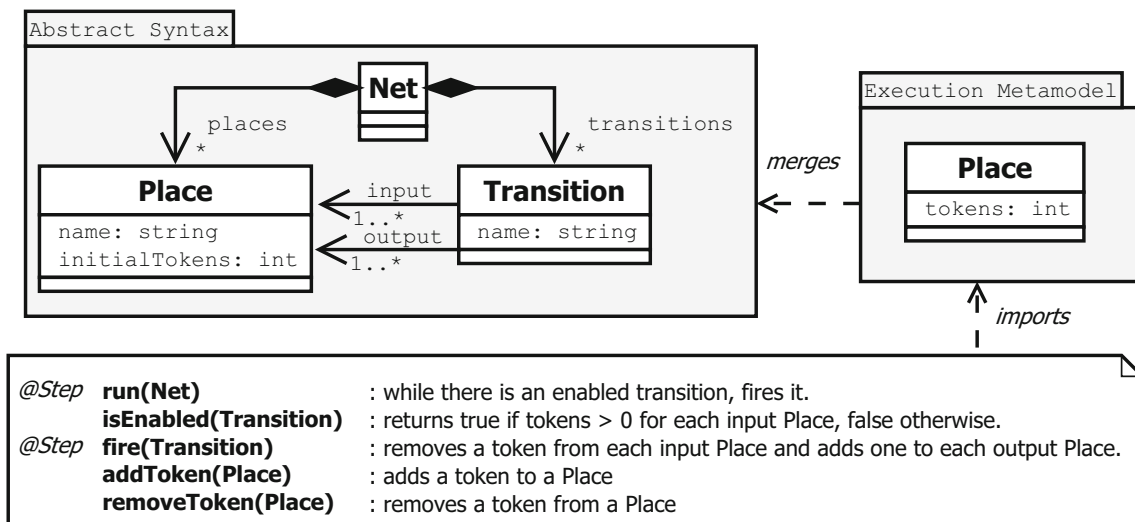 Abstract Syntax
Net
places
*
transitions
*
Place
name: string
initialTokens: int
input
1..*
output
1..*
Transition
name: string
merges
Execution Metamodel
Place
tokens: int
imports
@Step run(Net) : while there is an enabled transition, fires it.
isEnabled(Transition) : returns true if tokens > 0 for each input Place, false otherwise.
@Step fire(Transition) : removes a token from each input Place and adds one to each output Place.
addToken(Place) : adds a token to a Place
removeToken(Place) : removes a token from a Place